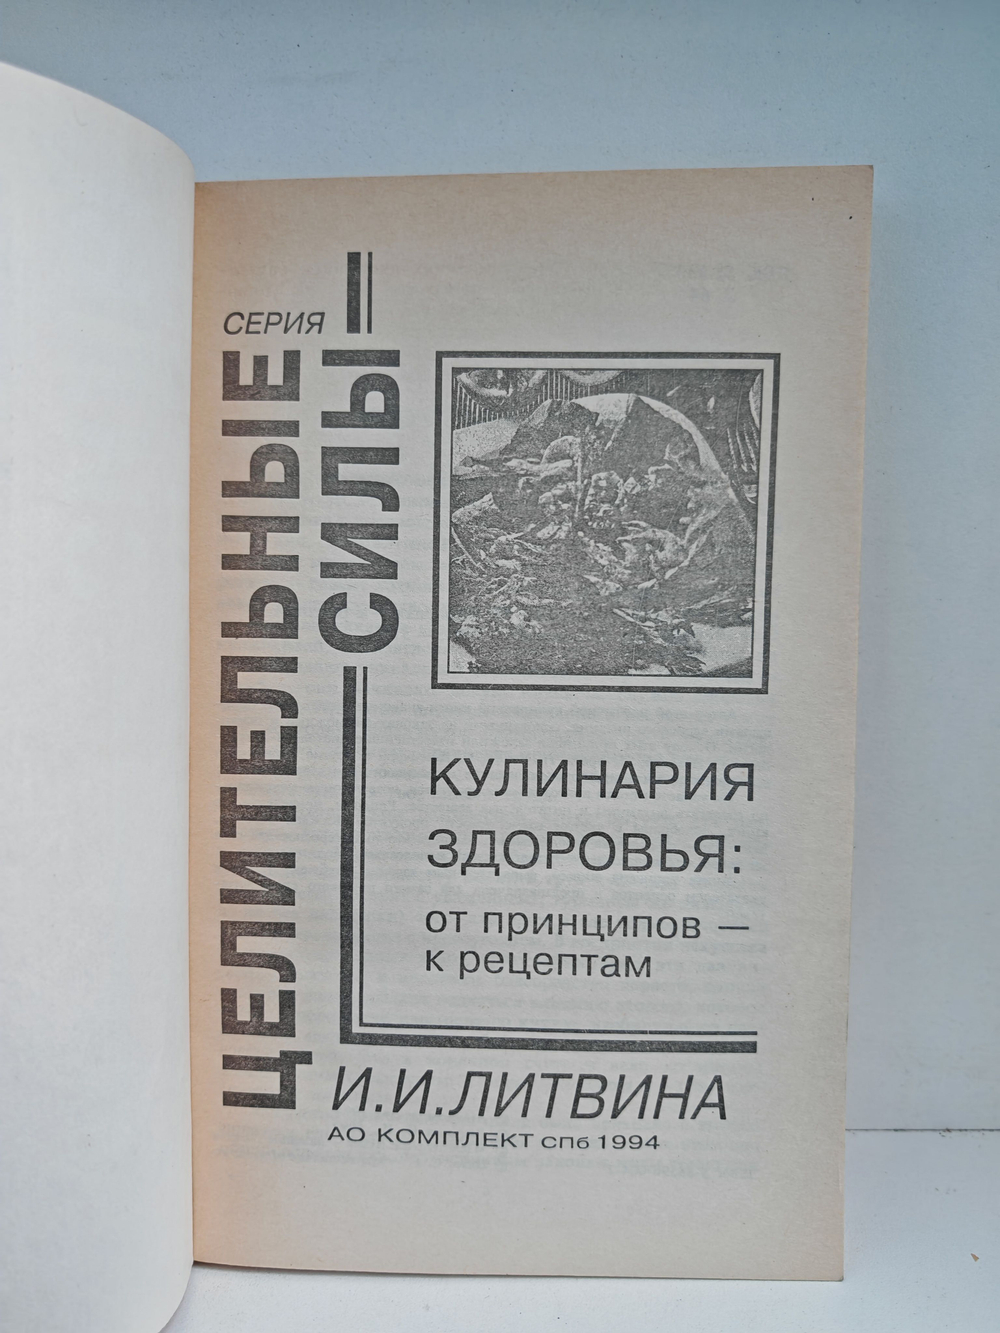 СЕРИЯ
ЦЕЛИТЕЛЬНЫЕ
СИЛЫ
КУЛИНАРИЯ
ЗДОРОВЬЯ:
от принципов —
к рецептам
И.И.ЛИТВИНА
АО КОМПЛЕКТ СПб 1994